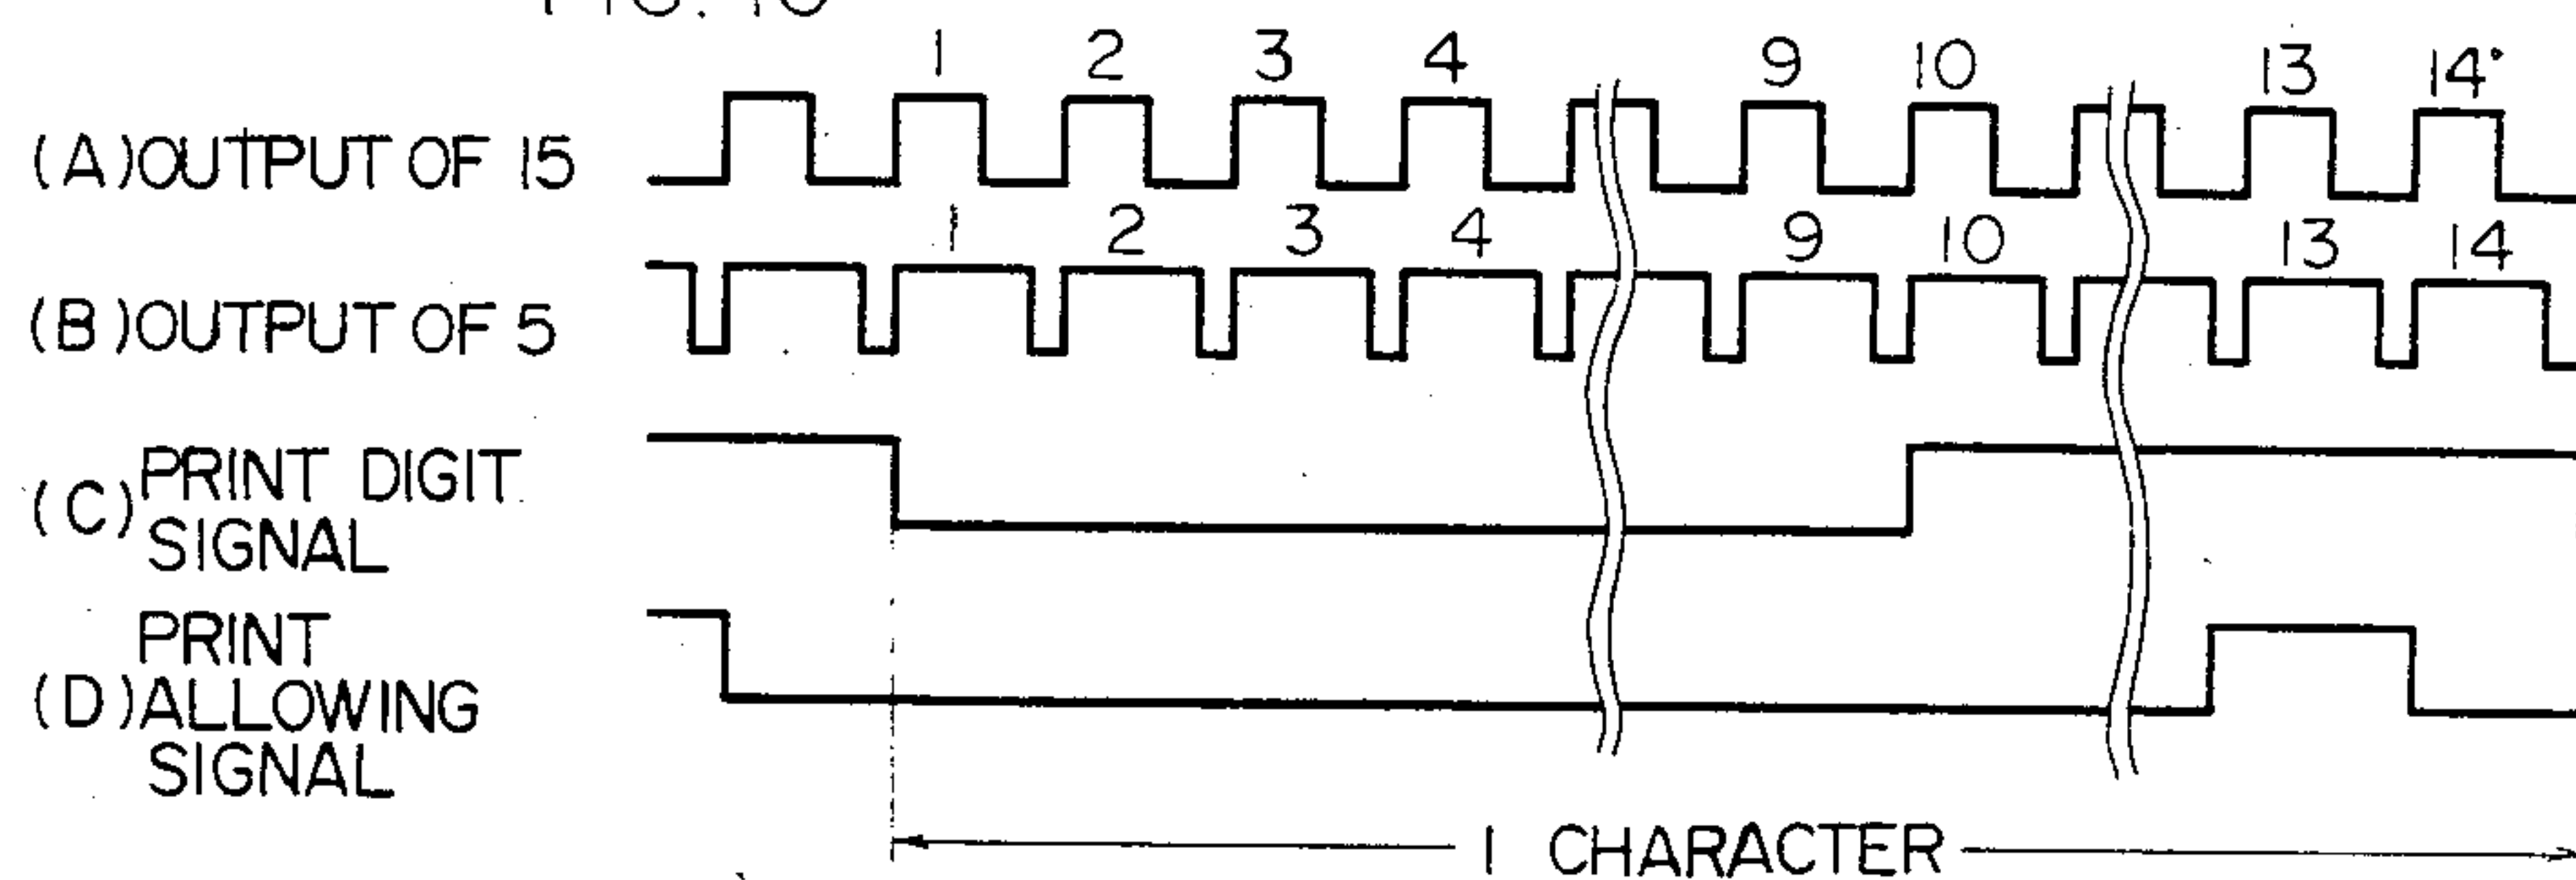 1 2 3 4 9 10 13 14
(A) OUTPUT OF 15
1 2 3 4 9 10 13 14
(B) OUTPUT OF 5
(C) PRINT DIGIT
SIGNAL
PRINT
(D) ALLOWING
SIGNAL
1 CHARACTER